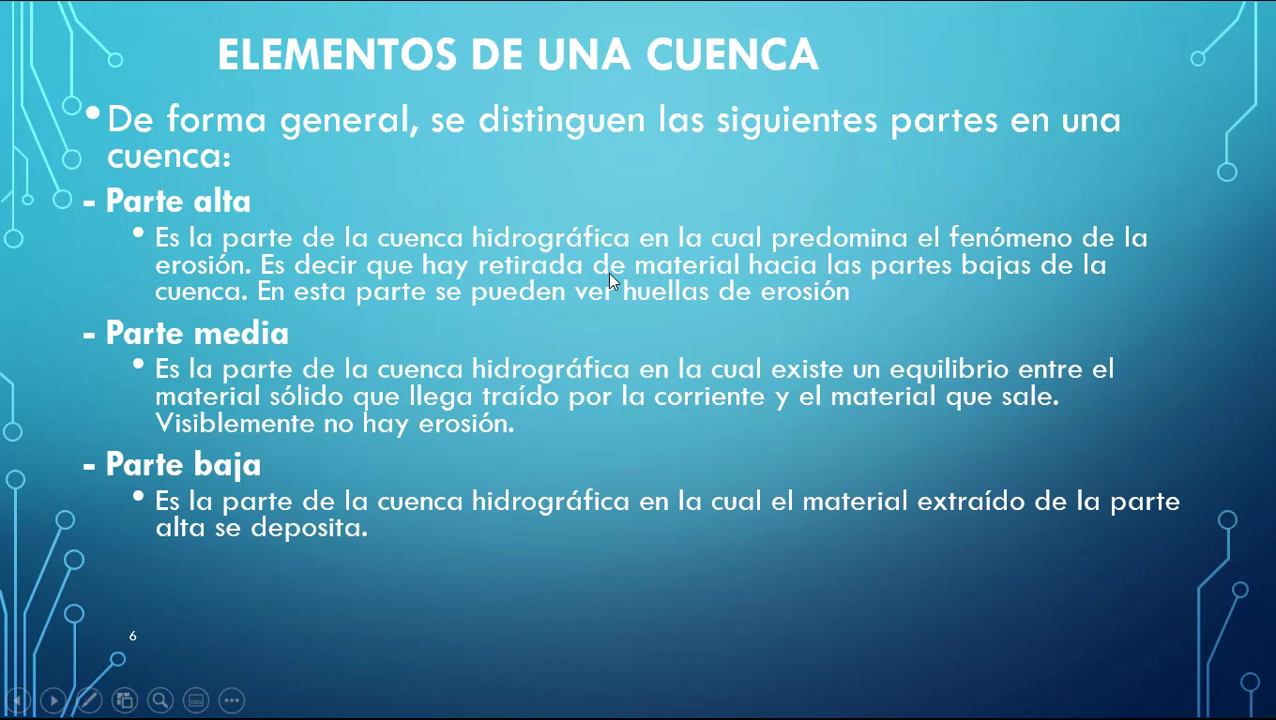 ELEMENTOS DE UNA CUENCA
•De forma general, se distinguen las siguientes partes en una
cuenca:
- Parte alta
• Es la parte de la cuenca hidrográfica en la cual predomina el fenómeno de la
erosión. Es decir que hay retirada de material hacia las partes bajas de la
cuenca. En esta parte se pueden ver huellas de erosión
- Parte media
• Es la parte de la cuenca hidrográfica en la cual existe un equilibrio entre el
material sólido que llega traído por la corriente y el material que sale.
Visiblemente no hay erosión.
- Parte baja
• Es la parte de la cuenca hidrográfica en la cual el material extraído de la parte
alta se deposita.
6